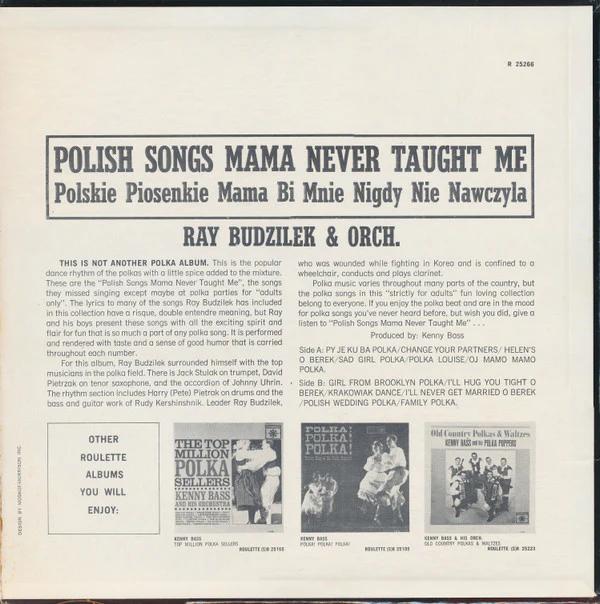 R 25266
POLISH SONGS MAMA NEVER TAUGHT ME
Polskie Piosenkie Mama Bi Mnie Nigdy Nie Nawczyla
RAY BUDZILEK & ORCH.
THIS IS NOT ANOTHER POLKA ALBUM. This is the popular
dance rhythm of the polkas with a little spice added to the mixture.
These are the "Polish Songs Mama Never Taught Me", the songs
they missed singing except maybe at polka parties for "adults
only". The lyrics to many of the songs Ray Budzilek has included
in this collection have a risque, double entendre meaning, but Ray
and his boys present these songs with all the exciting spirit and
flair for fun that is so much a part of any polka song. It is performed
and rendered with taste and a sense of good humor that is carried
throughout each number.
For this album, Ray Budzilek surrounded himself with the top
musicians in the polka field. There is Jack Stulak on trumpet, David
Pietrzak on tenor saxophone, and the accordion of Johnny Uhrin.
The rhythm section includes Harry (Pete) Pietrak on drums and the
bass and guitar work of Rudy Kershinshnik. Leader Ray Budzilek,
who was wounded while fighting in Korea and is confined to a
wheelchair, conducts and plays clarinet.
Polka music varies throughout many parts of the country, but
the polka songs in this "strictly for adults" fun loving collection
belong to everyone. If you enjoy the polka beat and are in the mood
for polka songs you've never heard before, but wish you did, give a
listen to "Polish Songs Mama Never Taught Me" . . .
Produced by: Kenny Bass
Side A: PY JE KU BA POLKA/CHANGE YOUR PARTNERS/ HELEN'S
O BEREK/SAD GIRL POLKA/POLKA LOUISE/OJ MAMO MAMO
POLKA.
Side B: GIRL FROM BROOKLYN POLKA/I'LL HUG YOU TIGHT O
BEREK/KRAKOWIAK DANCE/I'LL NEVER GET MARRIED O BEREK
/POLISH WEDDING POLKA/FAMILY POLKA.
OTHER
ROULETTE
ALBUMS
YOU WILL
ENJOY:
THE TOP
MILLION
POLKA
SELLERS
KENNY BASS
AND HIS ORCHESTRA
KENNY BASS
TOP MILLION POLKA SELLERS
POLKA!
POLKA!
POLKA!
KENNY BASS
POLKA! POLKA! POLKA!
Old Country Polkas & Waltzes
KENNY BASS and his POLKA POPPERS
KENNY BASS & HIS ORCH.
OLD COUNTRY POLKAS & WALTZES
ROULETTE (S)R 25223